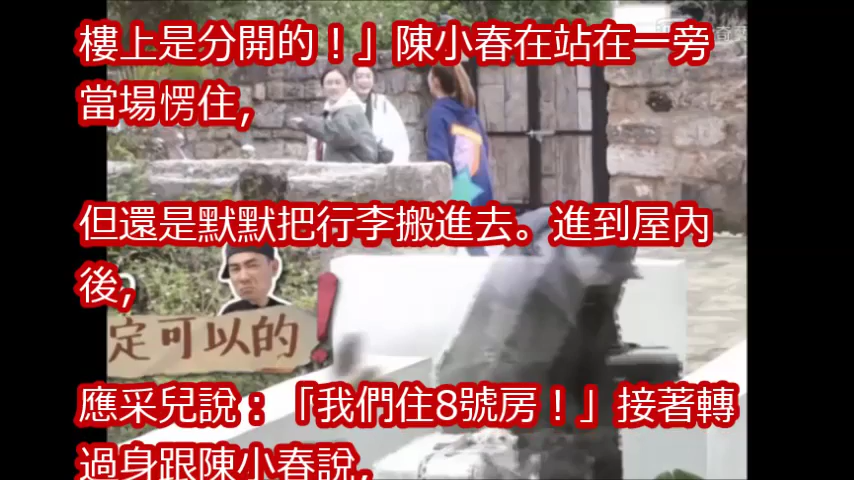 樓上是分開的！」陳小春在站在一旁
當場愣住，
但還是默默把行李搬進去。進到屋內
後，
定可以的！
應采兒說：「我們住8號房！」接著轉
過身跟陳小春說，